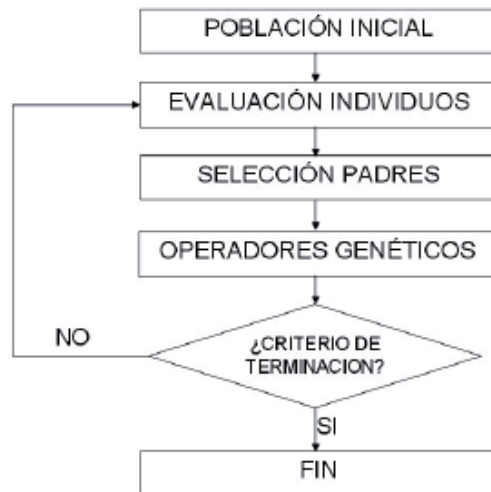 POBLACIÓN INICIAL
EVALUACIÓN INDIVIDUOS
SELECCIÓN PADRES
OPERADORES GENÉTICOS
¿CRITERIO DE
TERMINACION?
NO
SI
FIN